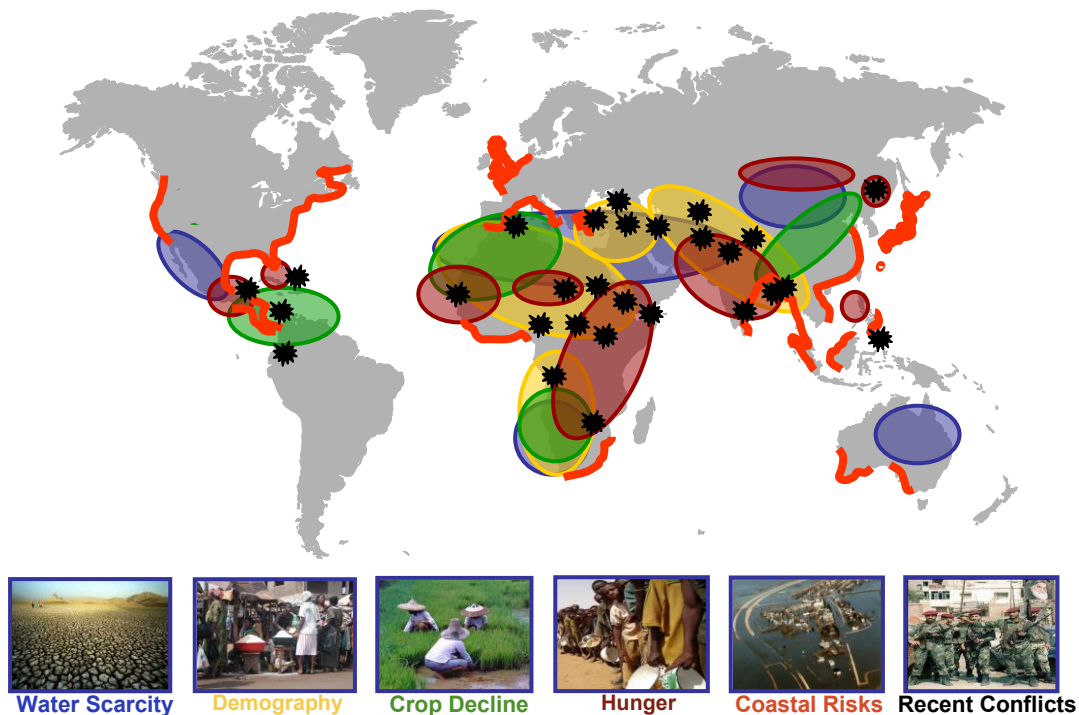 Water Scarcity
Demography
Crop Decline
Hunger
Coastal Risks
Recent Conflicts